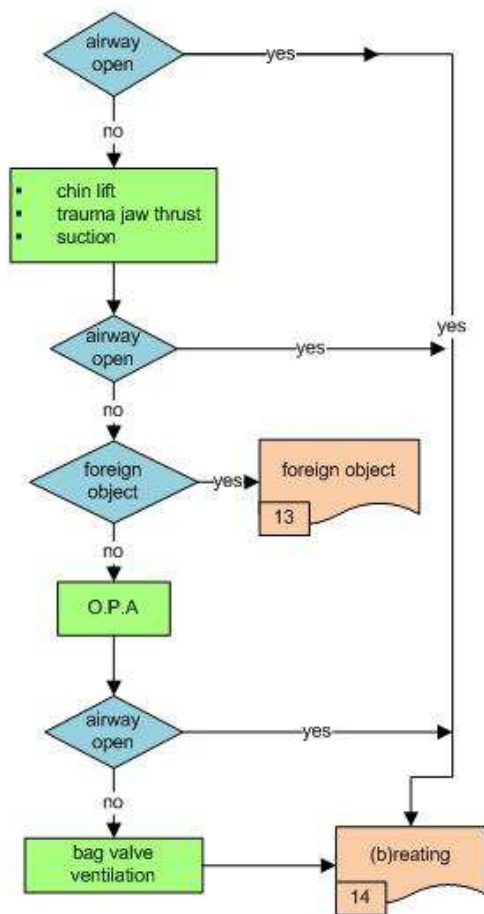 airway
open
yes
no
▪ chin lift
▪ trauma jaw thrust
▪ suction
yes
airway
open
yes
no
foreign
object
yes
foreign object
13
no
O.P.A
airway
open
yes
no
bag valve
ventilation
(b)reating
14